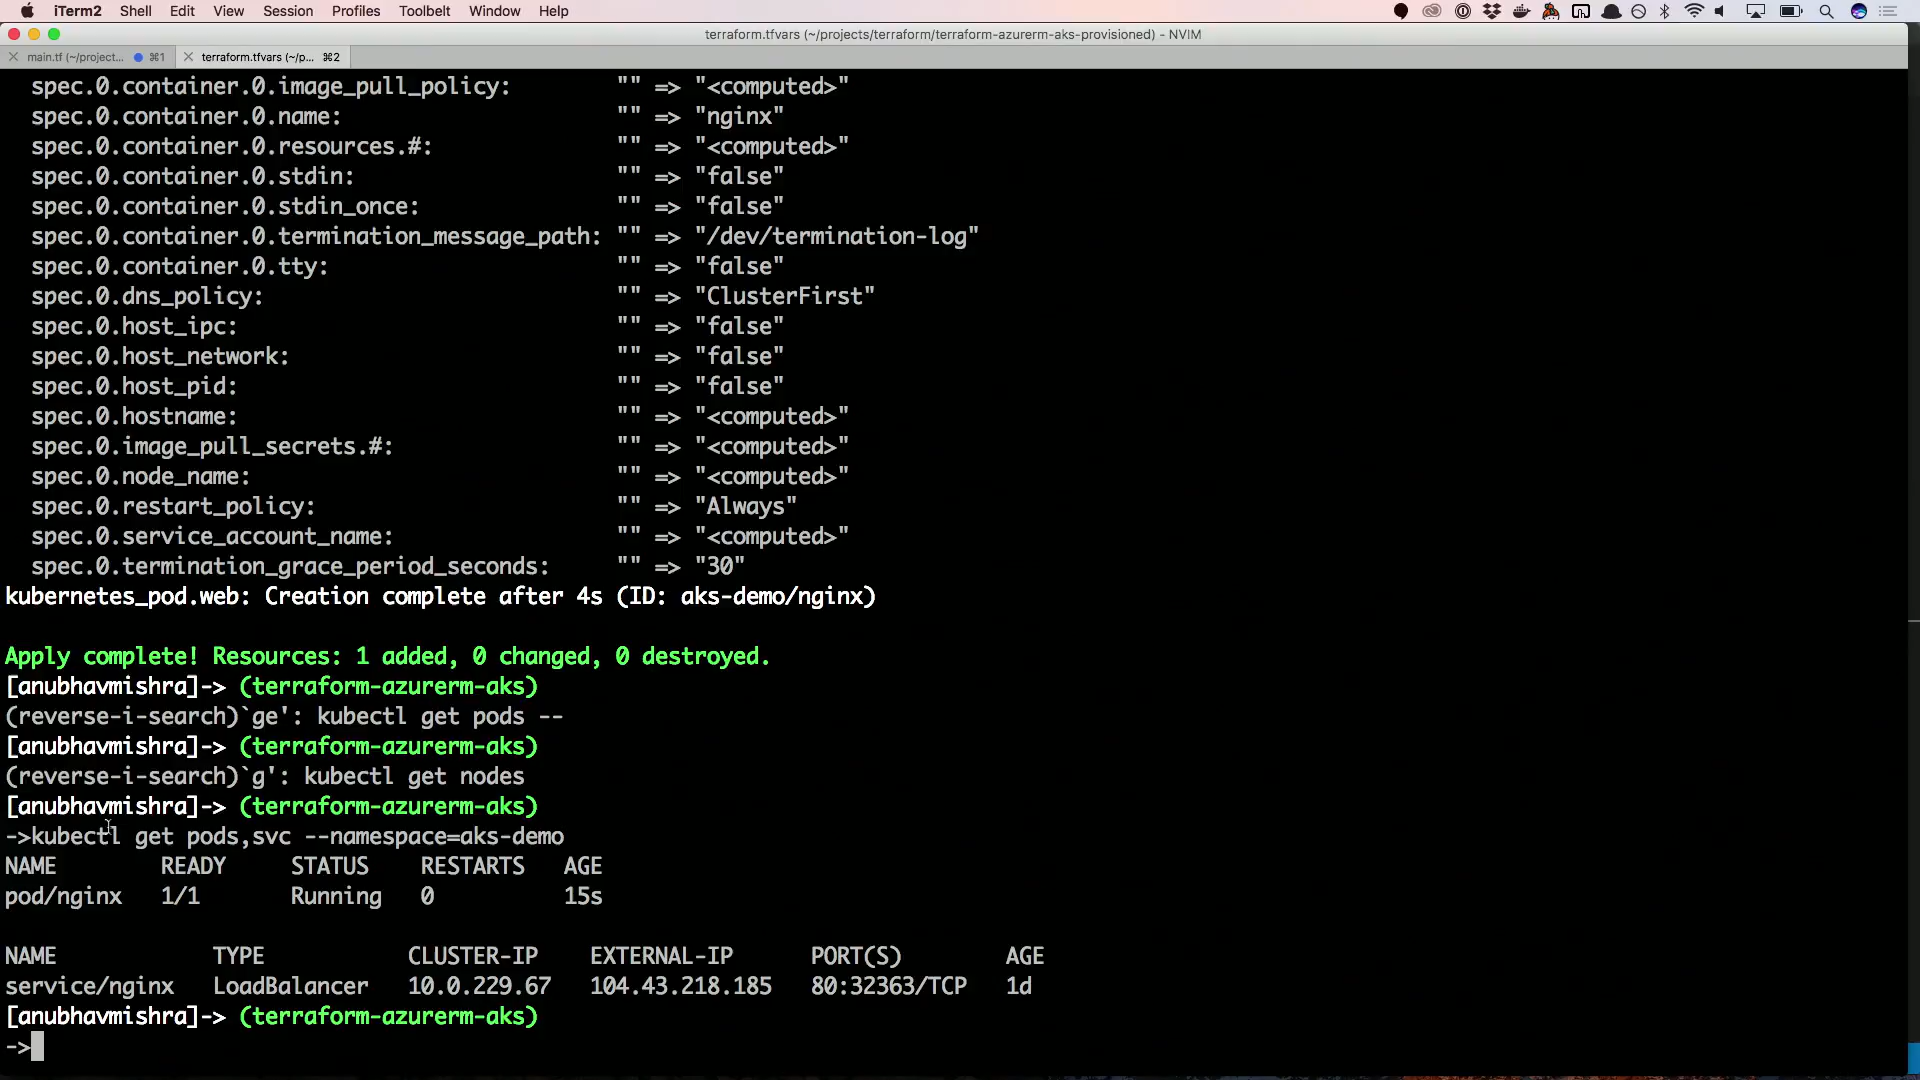 iTerm2 Shell Edit View Session Profiles Toolbelt Window Help
terraform.tfvars (~/projects/terraform/terraform-azurerm-aks-provisioned) - NVIM
main.tf (~/project... ⌘1 terraform.tfvars (~/p... ⌘2
spec.0.container.0.image_pull_policy: "" => "<computed>"
spec.0.container.0.name: "" => "nginx"
spec.0.container.0.resources.#: "" => "<computed>"
spec.0.container.0.stdin: "" => "false"
spec.0.container.0.stdin_once: "" => "false"
spec.0.container.0.termination_message_path: "" => "/dev/termination-log"
spec.0.container.0.tty: "" => "false"
spec.0.dns_policy: "" => "ClusterFirst"
spec.0.host_ipc: "" => "false"
spec.0.host_network: "" => "false"
spec.0.host_pid: "" => "false"
spec.0.hostname: "" => "<computed>"
spec.0.image_pull_secrets.#: "" => "<computed>"
spec.0.node_name: "" => "<computed>"
spec.0.restart_policy: "" => "Always"
spec.0.service_account_name: "" => "<computed>"
spec.0.termination_grace_period_seconds: "" => "30"
kubernetes_pod.web: Creation complete after 4s (ID: aks-demo/nginx)
Apply complete! Resources: 1 added, 0 changed, 0 destroyed.
[anubhavmishra]-> (terraform-azurerm-aks)
(reverse-i-search)`ge': kubectl get pods --
[anubhavmishra]-> (terraform-azurerm-aks)
(reverse-i-search)`g': kubectl get nodes
[anubhavmishra]-> (terraform-azurerm-aks)
->kubectl get pods,svc --namespace=aks-demo
NAME READY STATUS RESTARTS AGE
pod/nginx 1/1 Running 0 15s
NAME TYPE CLUSTER-IP EXTERNAL-IP PORT(S) AGE
service/nginx LoadBalancer 10.0.229.67 104.43.218.185 80:32363/TCP 1d
[anubhavmishra]-> (terraform-azurerm-aks)
->